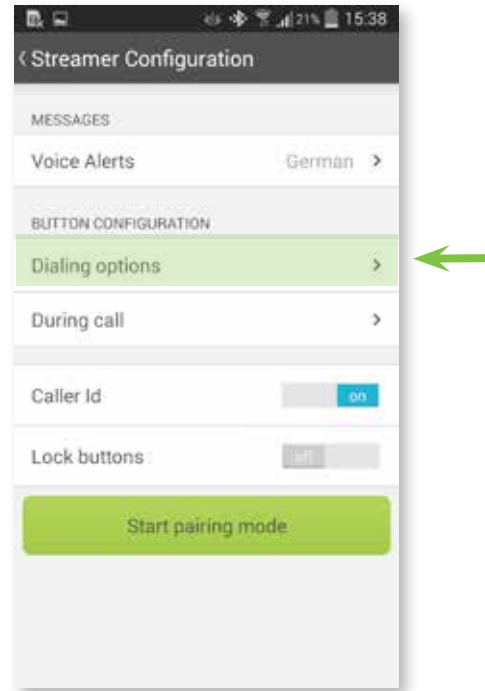 21% 15:38
Streamer Configuration
MESSAGES
Voice Alerts German
BUTTON CONFIGURATION
Dialing options
During call
Caller Id on
Lock buttons off
Start pairing mode